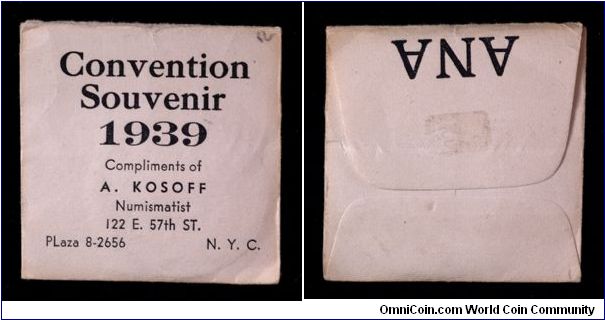 Convention
Souvenir
1939
Compliments of
A. KOSOFF
Numismatist
122 E. 57th ST.
PLaza 8-2656 N. Y. C.
ANA
OmniCoin.com World Coin Community